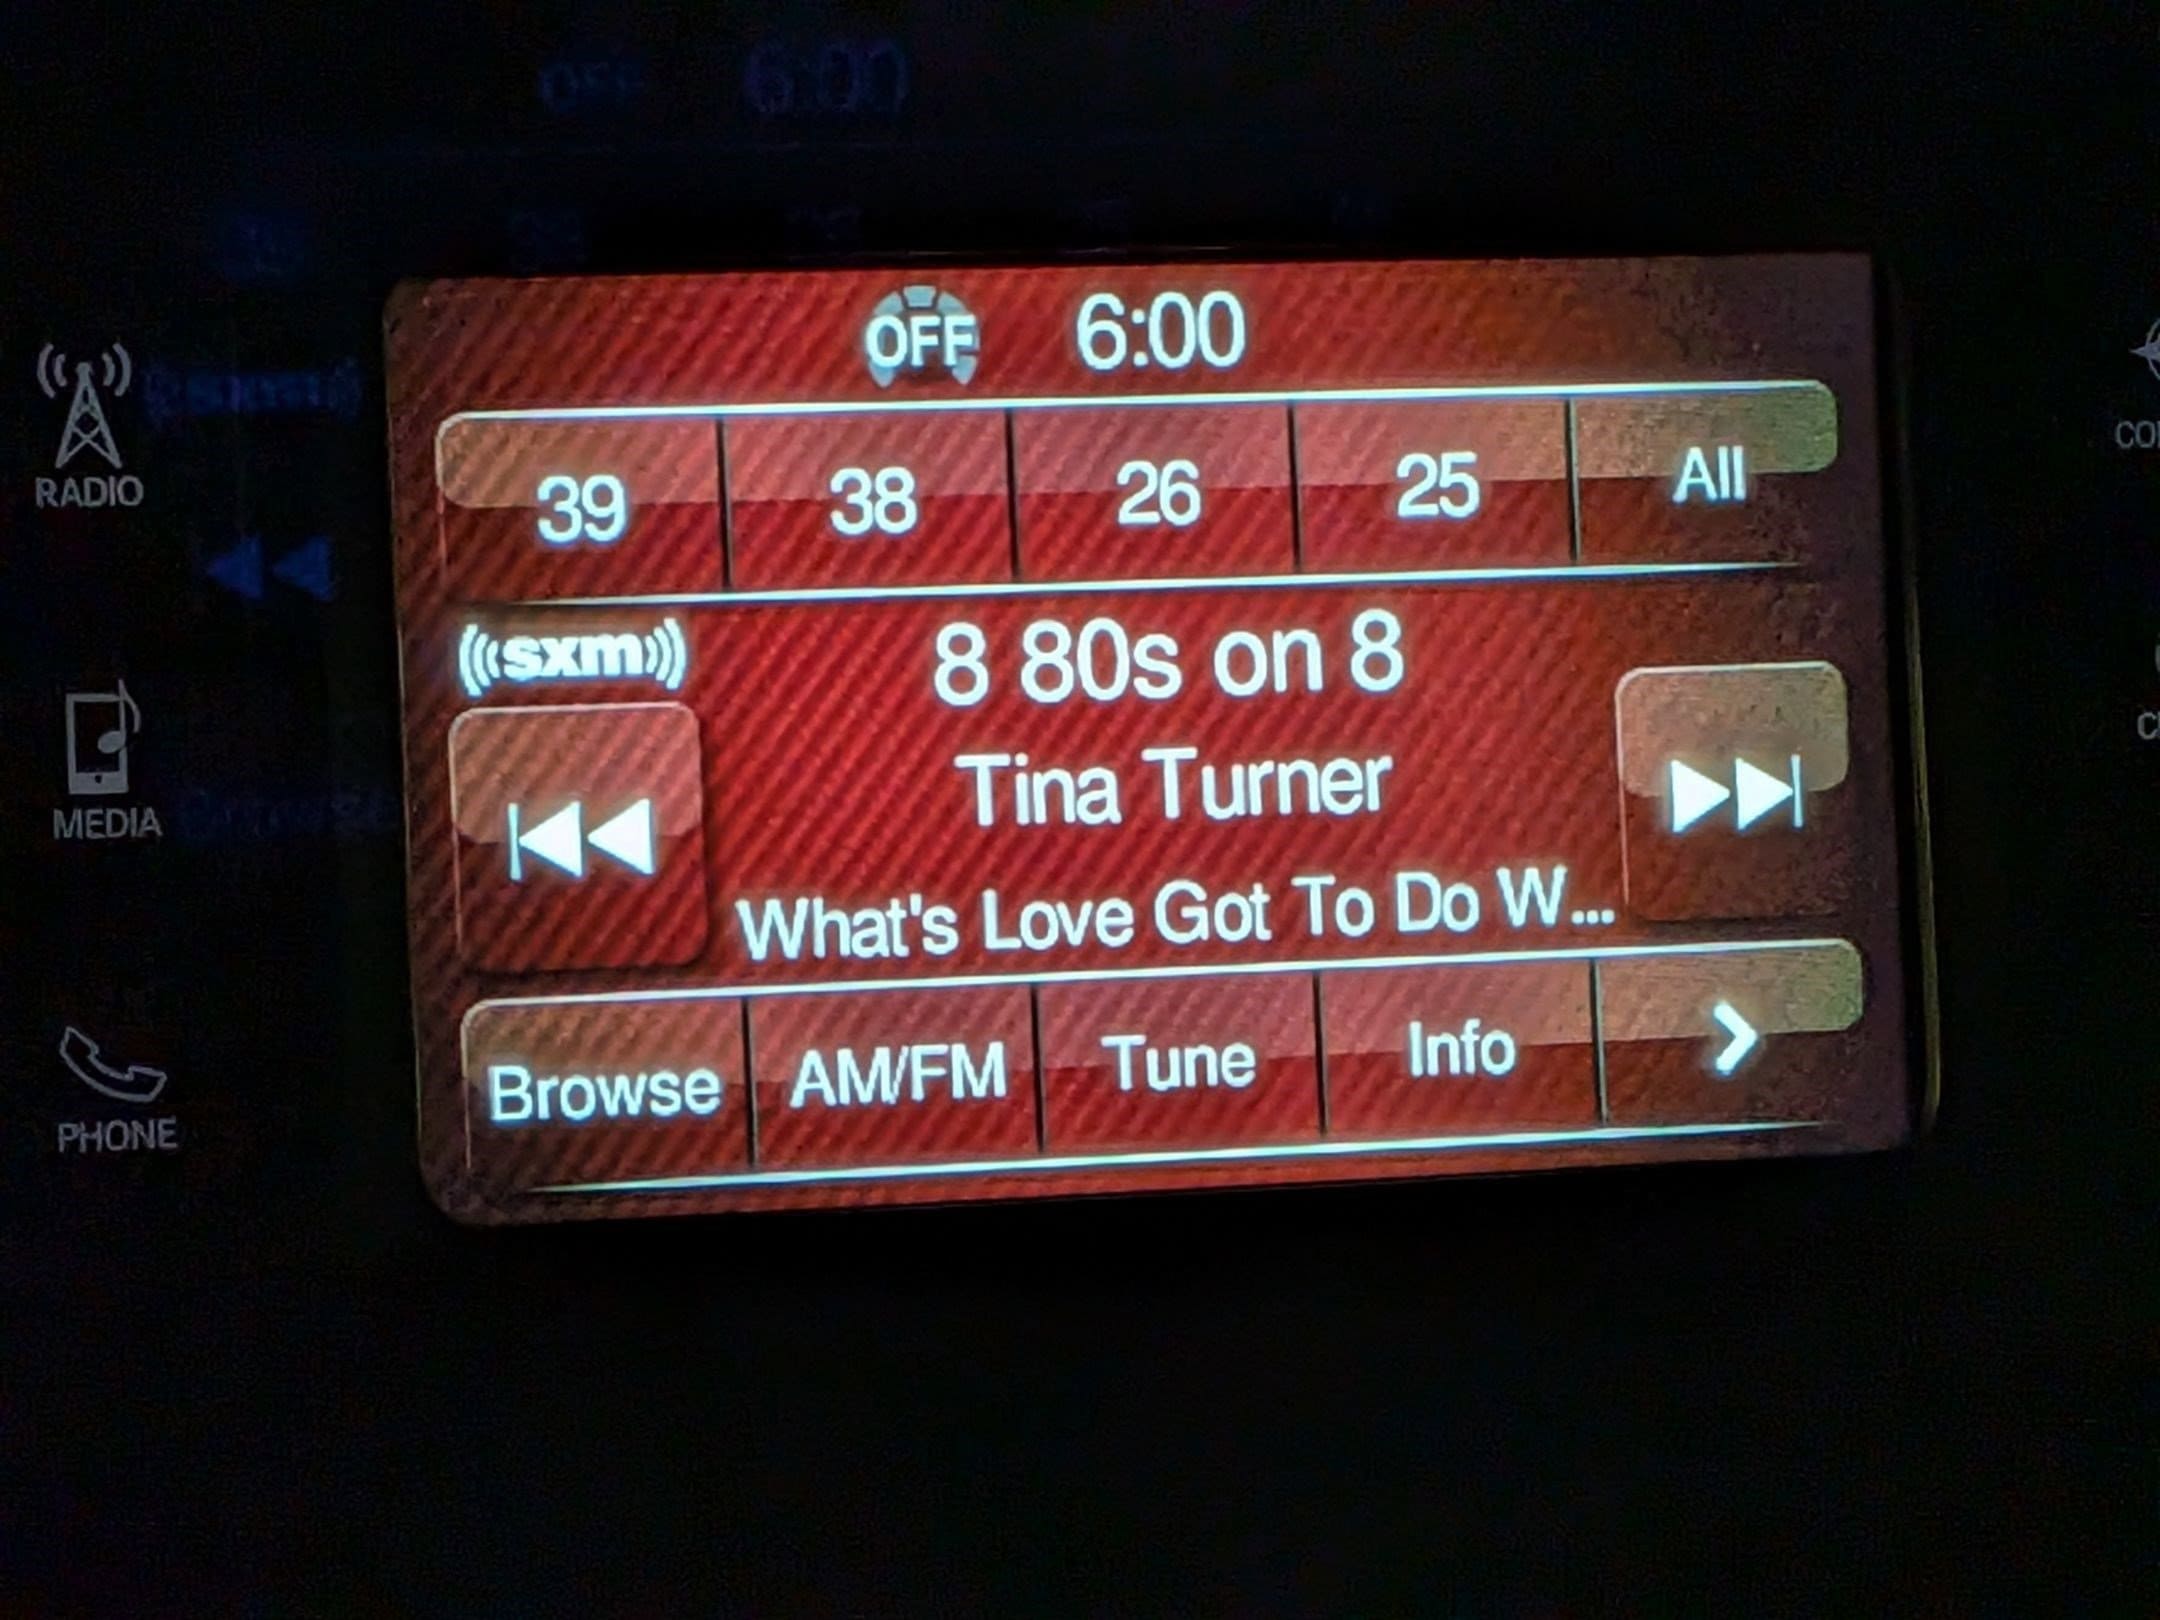 OFF 6:00
39 38 26 25 All
RADIO
sxm 8 80s on 8
Tina Turner
MEDIA
What's Love Got To Do W...
Browse AM/FM Tune Info
PHONE